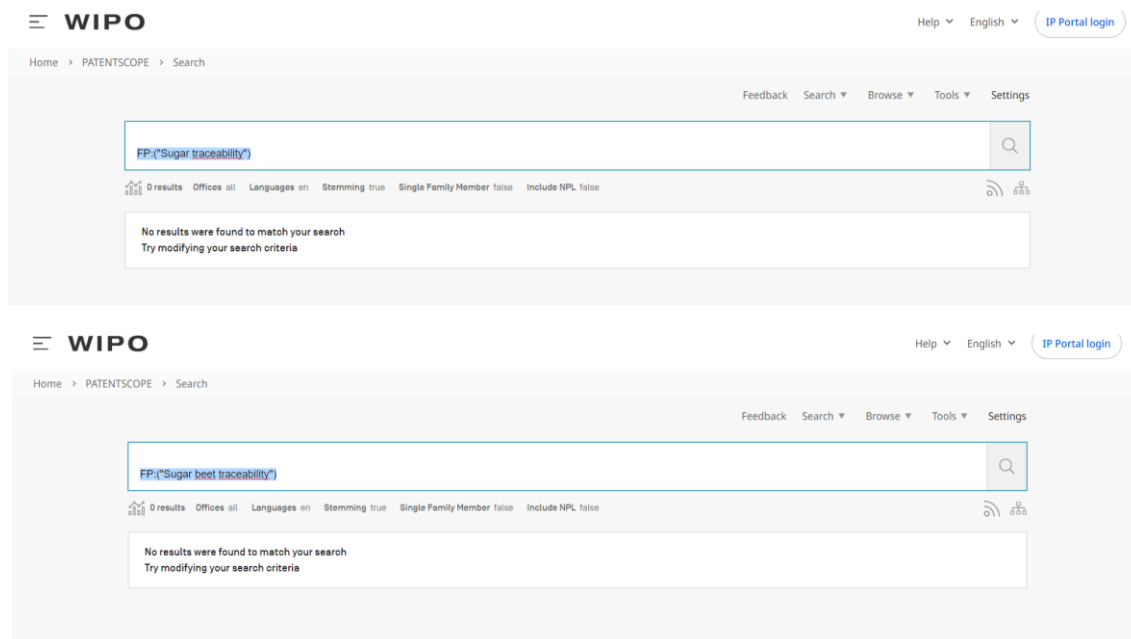 WIPO Help English IP Portal login
Home > PATENTSCOPE > Search
Feedback Search ▼ Browse ▼ Tools ▼ Settings
FP:("Sugar traceability")
0 results Offices all Languages en Stemming true Single Family Member false Include NPL false
No results were found to match your search
Try modifying your search criteria
WIPO Help English IP Portal login
Home > PATENTSCOPE > Search
Feedback Search ▼ Browse ▼ Tools ▼ Settings
FP:("Sugar beet traceability")
0 results Offices all Languages en Stemming true Single Family Member false Include NPL false
No results were found to match your search
Try modifying your search criteria